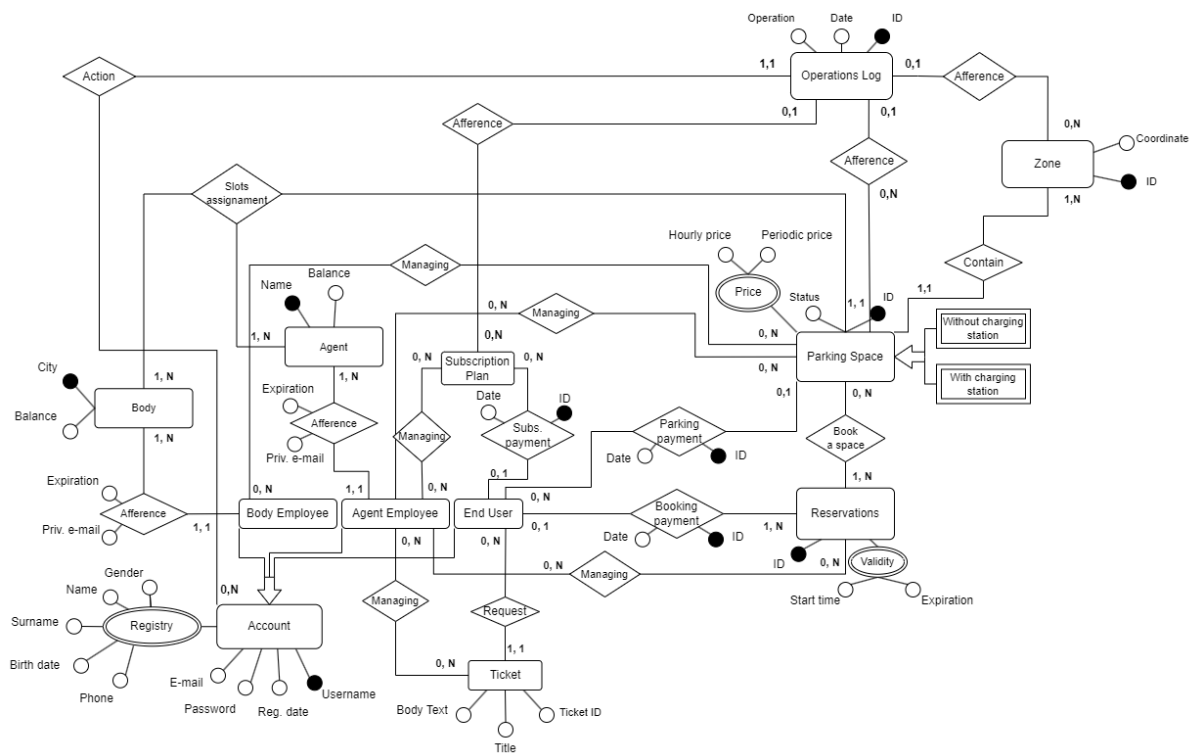 Operation
Date
ID
Action
1,1
Operations Log
0,1
Afference
0,1
0,1
Afference
0,N
Coordinate
Zone
Afference
ID
Slots
assignament
0,N
1,N
Hourly price
Periodic price
Managing
Contain
Balance
Name
Price
Status
1, 1
ID
1,1
0, N
Managing
Without charging
station
1, N
Agent
0,N
0, N
Parking Space
0, N
Subscription
Plan
0, N
0, N
With charging
station
City
1, N
1, N
Expiration
Date
ID
0,1
0, N
Body
Balance
Afference
Managing
Subs.
payment
Parking
payment
Book
a space
1, N
Priv. e-mail
Date
ID
Expiration
0, N
1, 1
0, N
0, 1
0, N
1, N
Afference
Priv. e-mail
1, 1
Body Employee
Agent Employee
End User
0,1
Booking
payment
1, N
Reservations
Date
ID
0, N
0, N
0, N
Managing
0, N
ID
Validity
Gender
Name
Start time
Expiration
0,N
Managing
Request
Surname
Registry
Account
Birth date
1, 1
0, N
Ticket
Phone
E-mail
Username
Password
Reg. date
Body Text
Ticket ID
Title